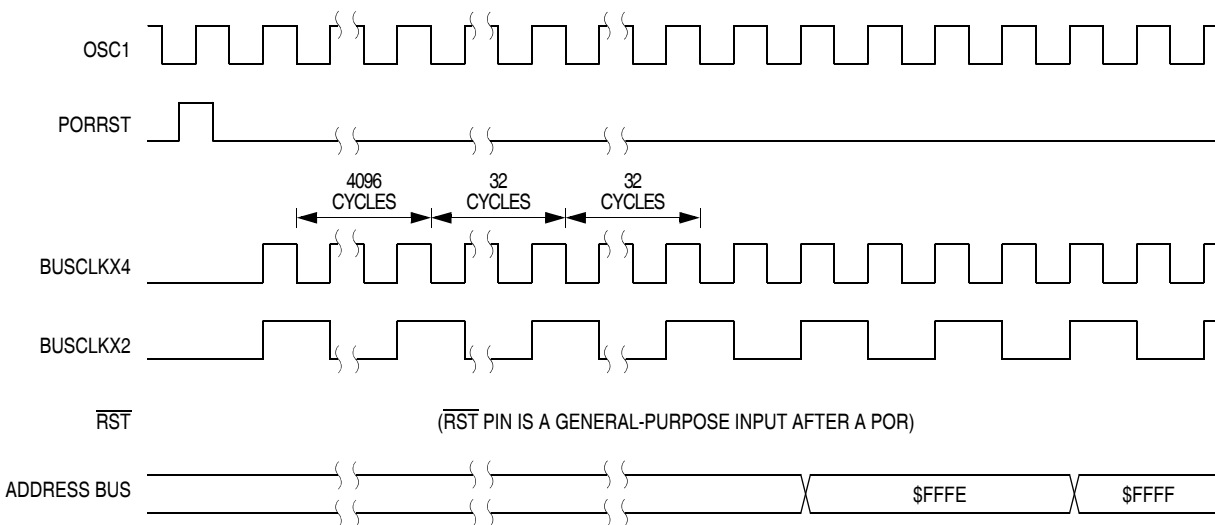 OSC1
PORRST
4096
CYCLES
32
CYCLES
32
CYCLES
BUSCLKX4
BUSCLKX2
RST
(RST PIN IS A GENERAL-PURPOSE INPUT AFTER A POR)
ADDRESS BUS
$FFFE
$FFFF